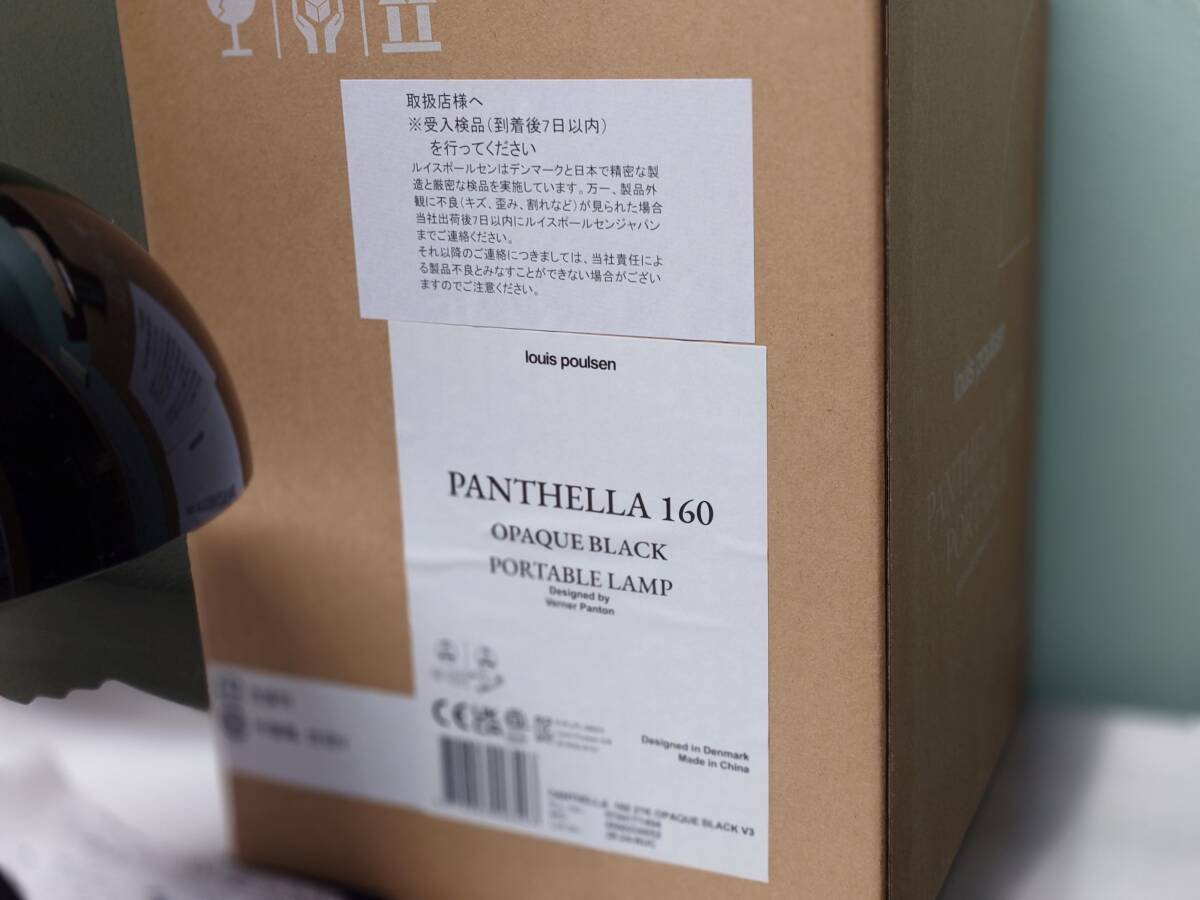 取扱店様へ
※受入検品(到着後7日以内)
を行ってください
ルイスポールセンはデンマークと日本で精密な製
造と厳密な検品を実施しています。万一、製品外
観に不良(キズ、歪み、割れなど)が見られた場合
当社出荷後7日以内にルイスポールセンジャパン
までご連絡ください。
それ以降のご連絡につきましては、当社責任によ
る製品不良とみなすことができない場合がござい
ますのでご注意ください。
louis poulsen
PANTHELLA 160
OPAQUE BLACK
PORTABLE LAMP
Designed by
Verner Panton
Designed in Denmark
Made in China
PANTHELLA 160 OPAQUE BLACK V3
louis poulsen